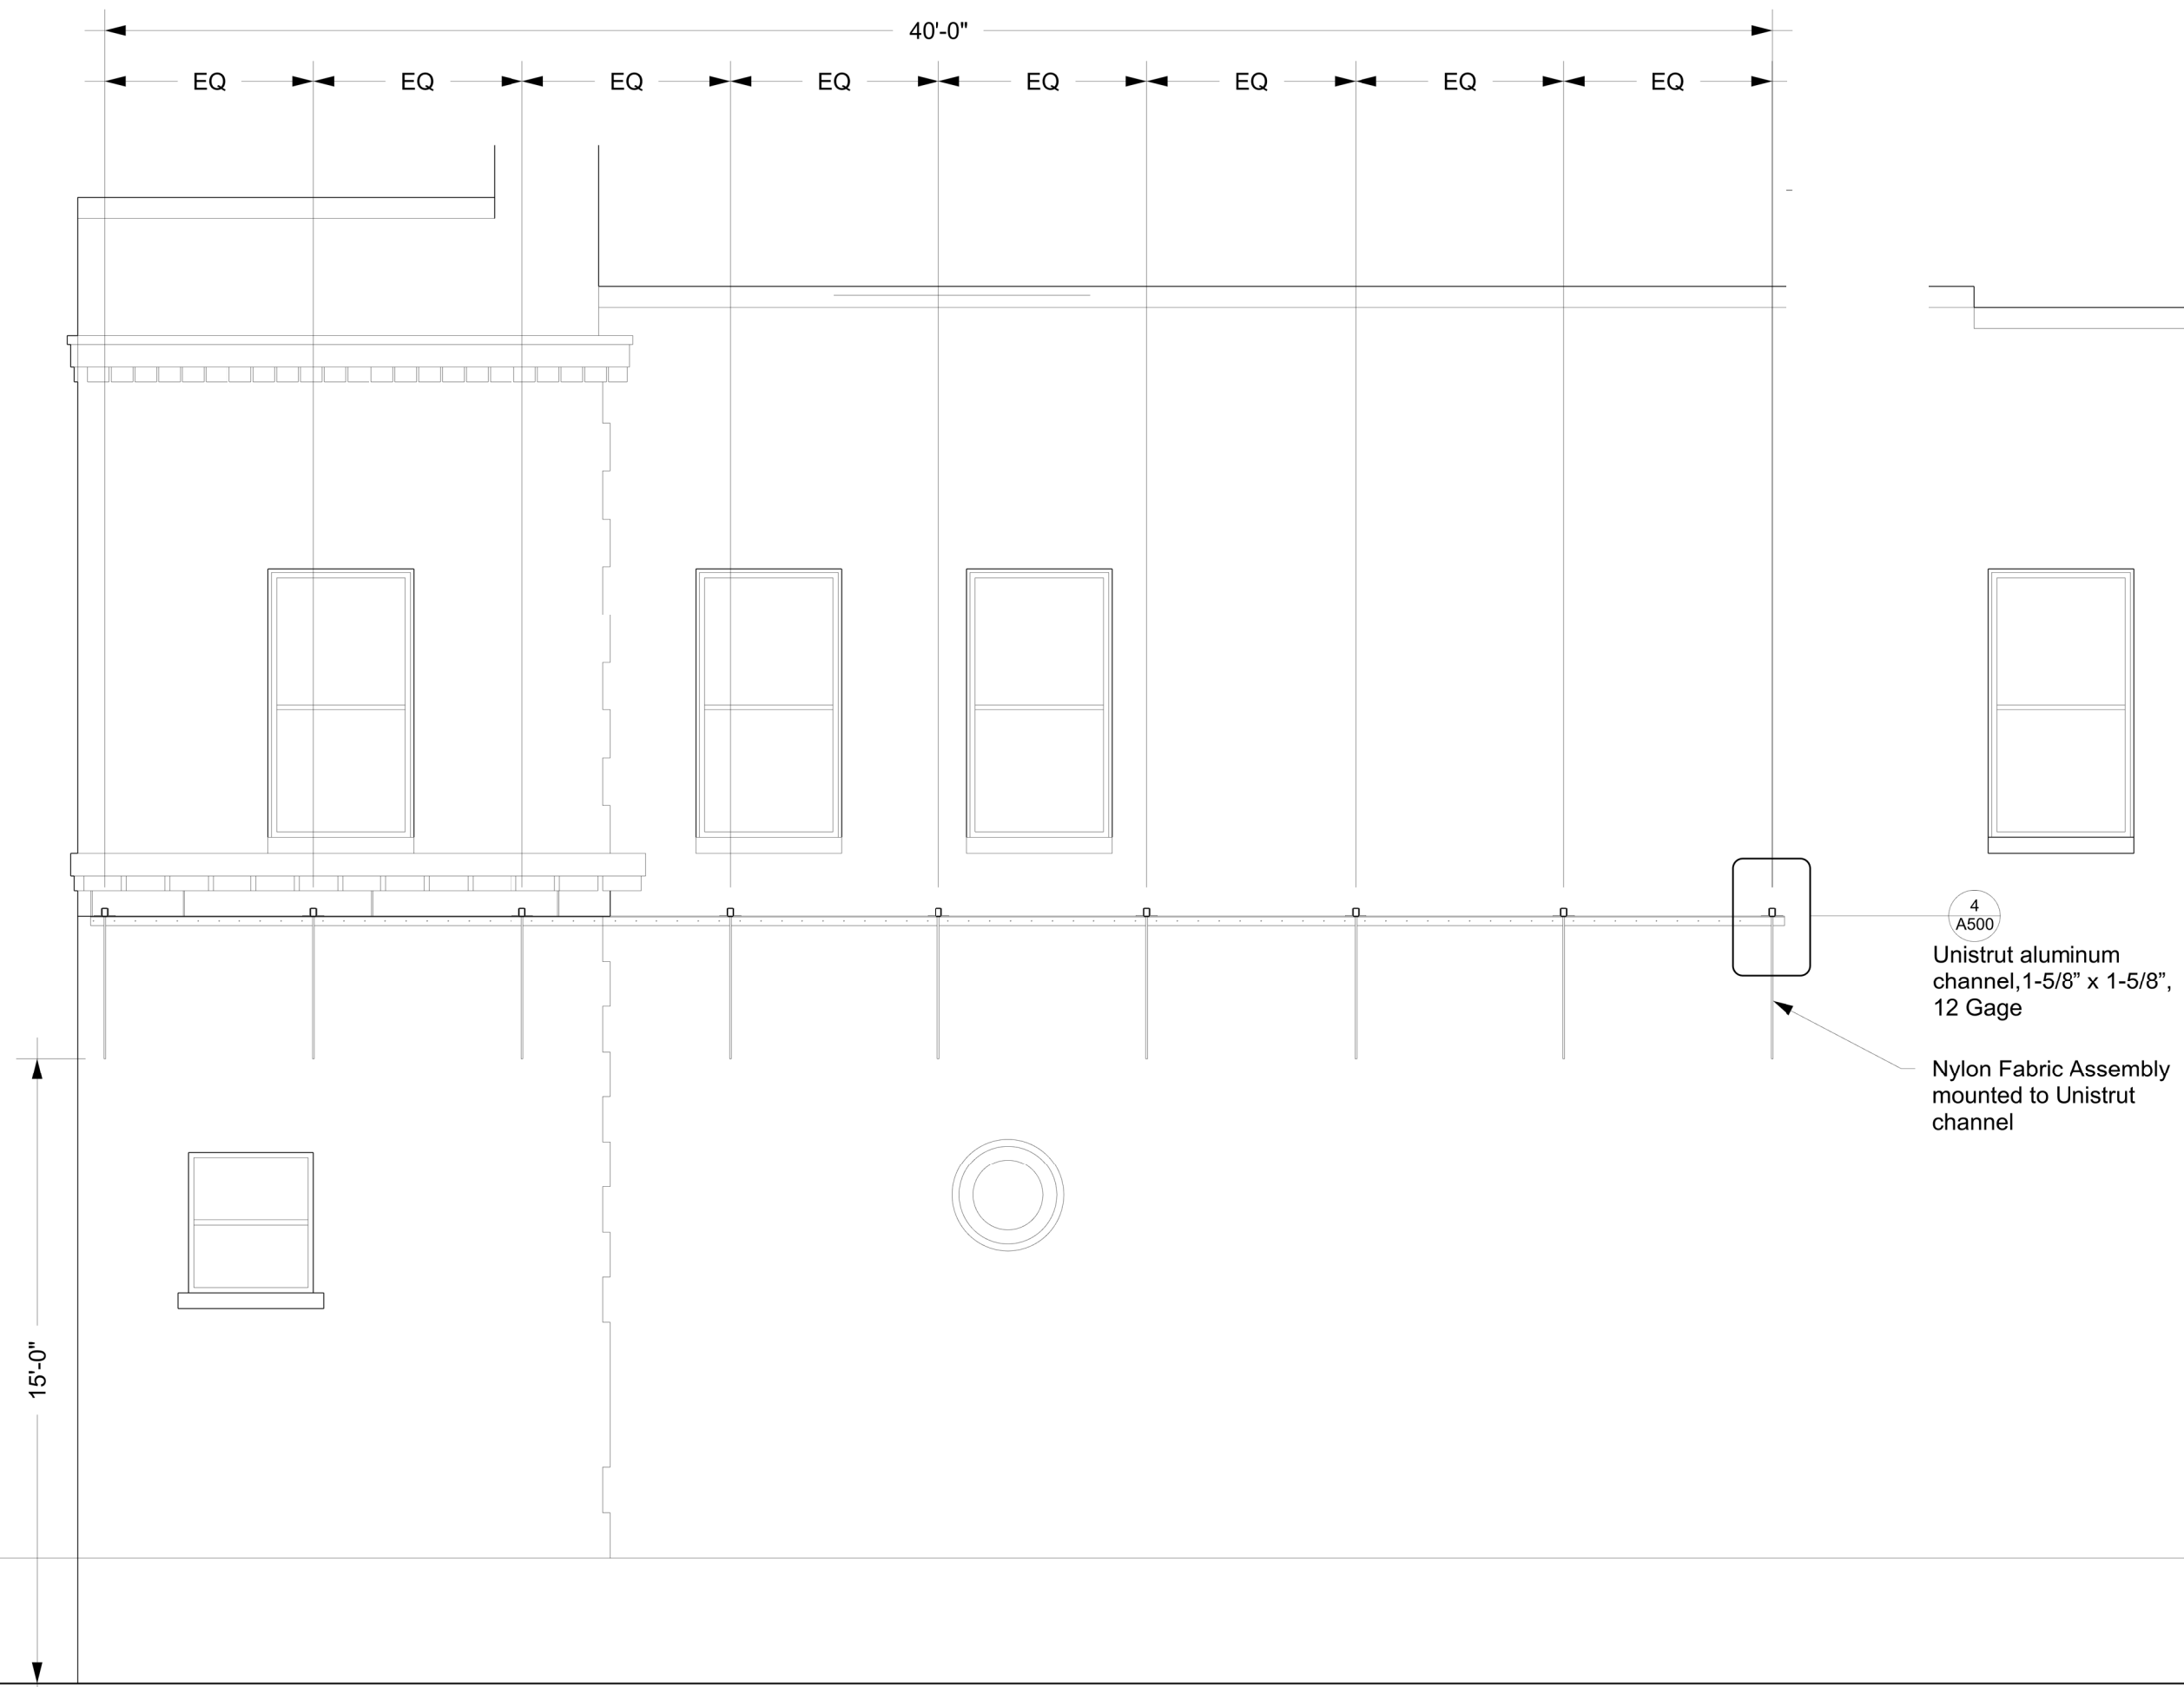 40'-0"
EQ EQ EQ EQ EQ EQ EQ EQ
4
A500
Unistrut aluminum
channel,1-5/8” x 1-5/8”,
12 Gage
Nylon Fabric Assembly
mounted to Unistrut
channel
15'-0"